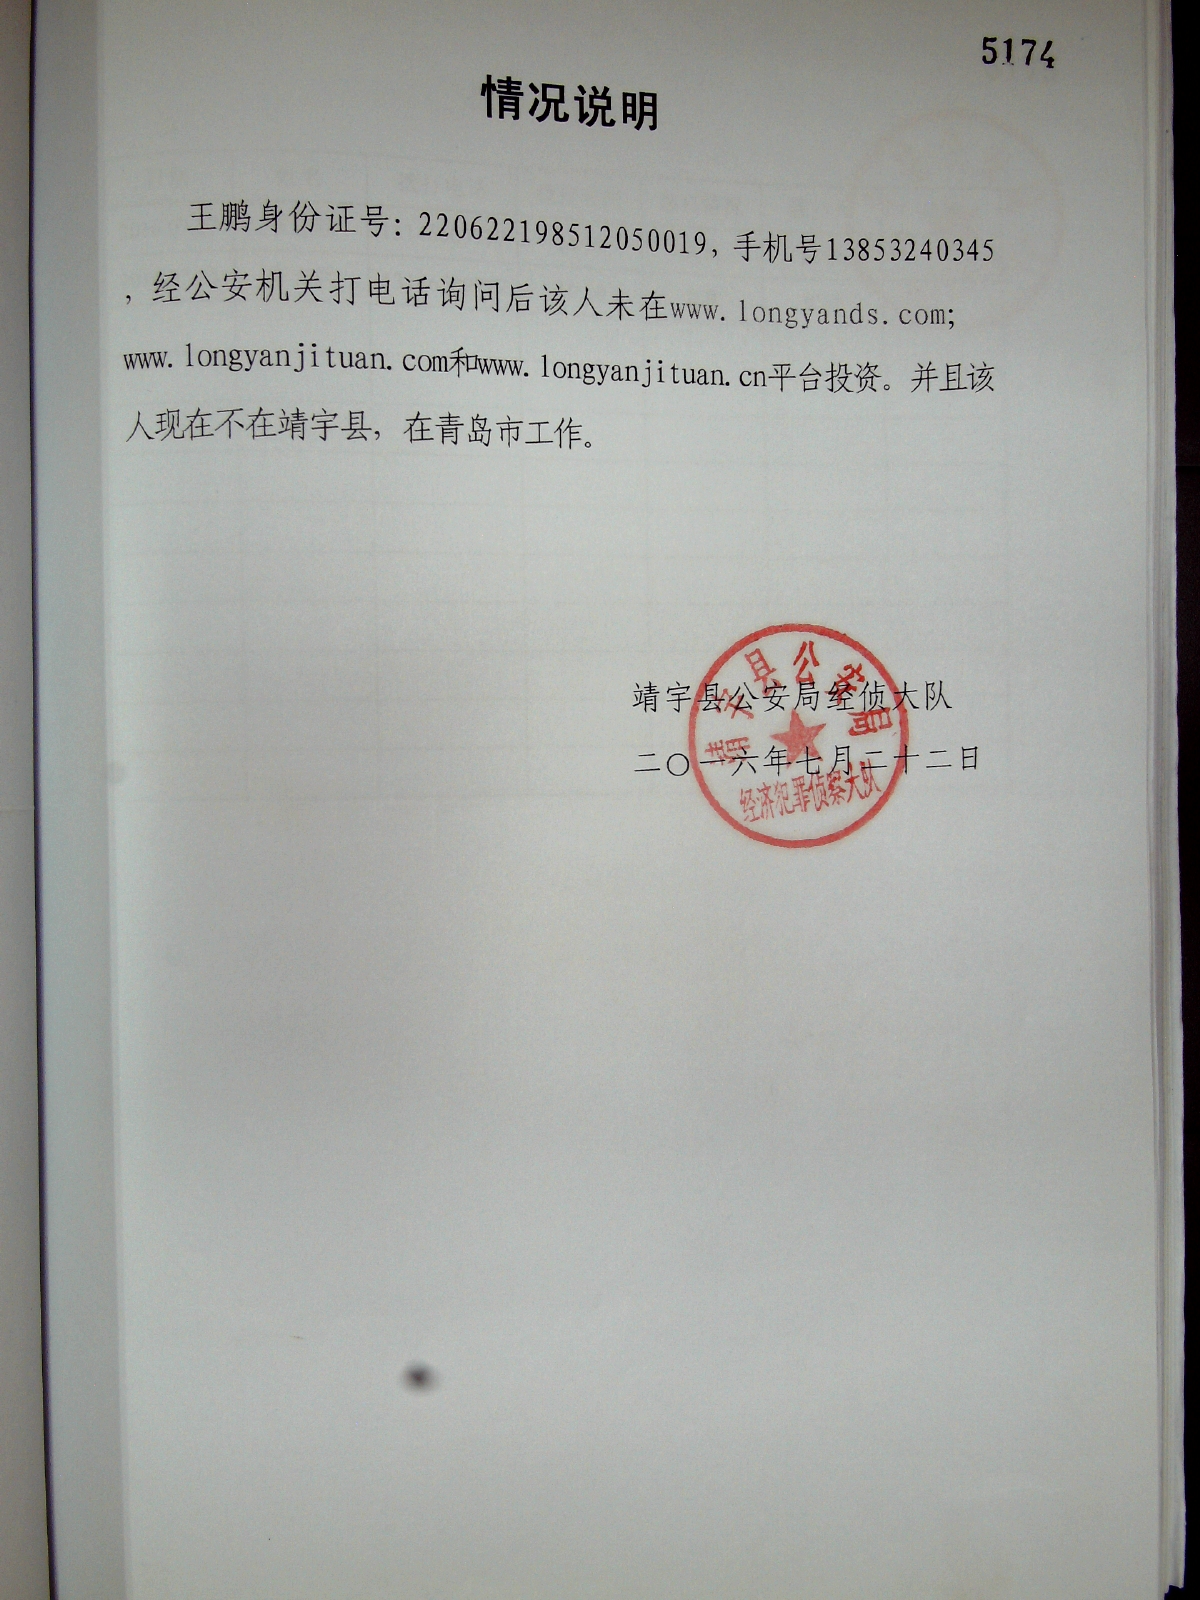 5174
情况说明
王鹏身份证号：220622198512050019，手机号13853240345
，经公安机关打电话询问后该人未在www.longyands.com;
www.longyanjituan.com和www.longyanjituan.cn平台投资。并且该
人现在不在靖宇县，在青岛市工作。
靖宇县公安局经侦大队
二〇一六年七月二十二日
靖宇县公安局
经济犯罪侦察大队